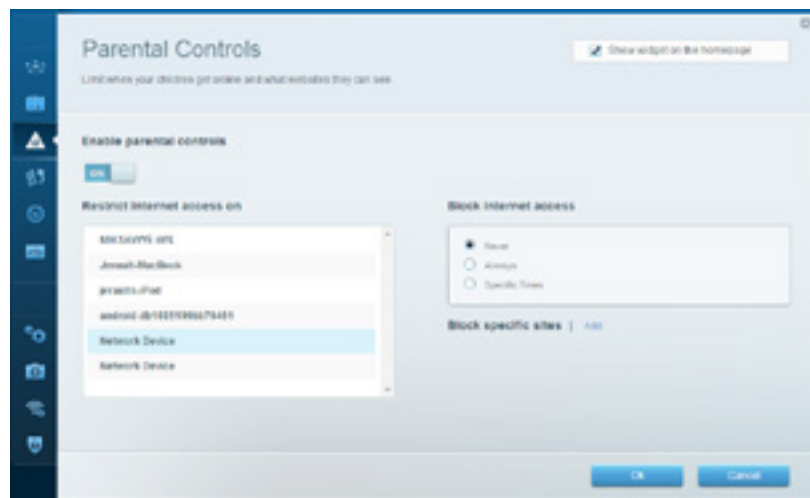 Parental Controls
Show widget on the homepage
Limit when your children get online and what websites they can see.
Enable parental controls
ON
Restrict Internet access on
Block Internet access
Never
Always
Specific Times
Block specific sites | Add
Network Device
Network Device
Ok
Cancel